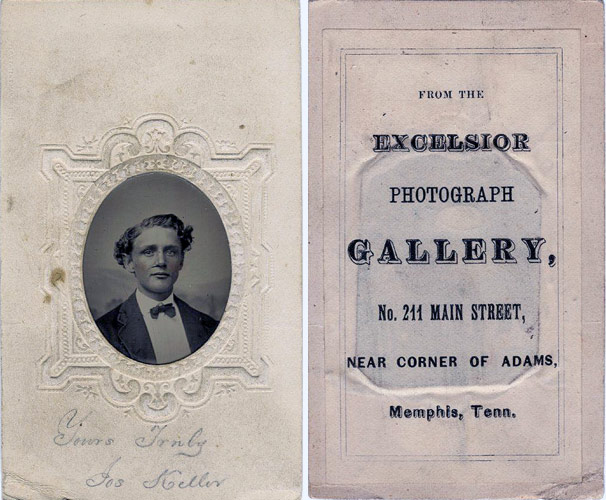 Yours Truly.
Jos Keller
FROM THE
EXCELSIOR
PHOTOGRAPH
GALLERY,
No. 211 MAIN STREET,
NEAR CORNER OF ADAMS,
Memphis, Tenn.